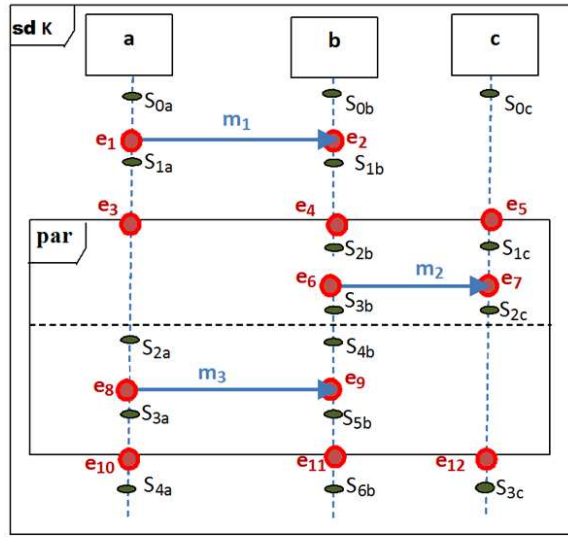 sd K
a b c
S0a S0b S0c
m1
e1 e2
S1a S1b
e3 e4 e5
par
S2b S1c
e6 m2 e7
S3b S2c
S2a S4b
e8 m3 e9
S3a S5b
e10 e11 e12
S4a S6b S3c